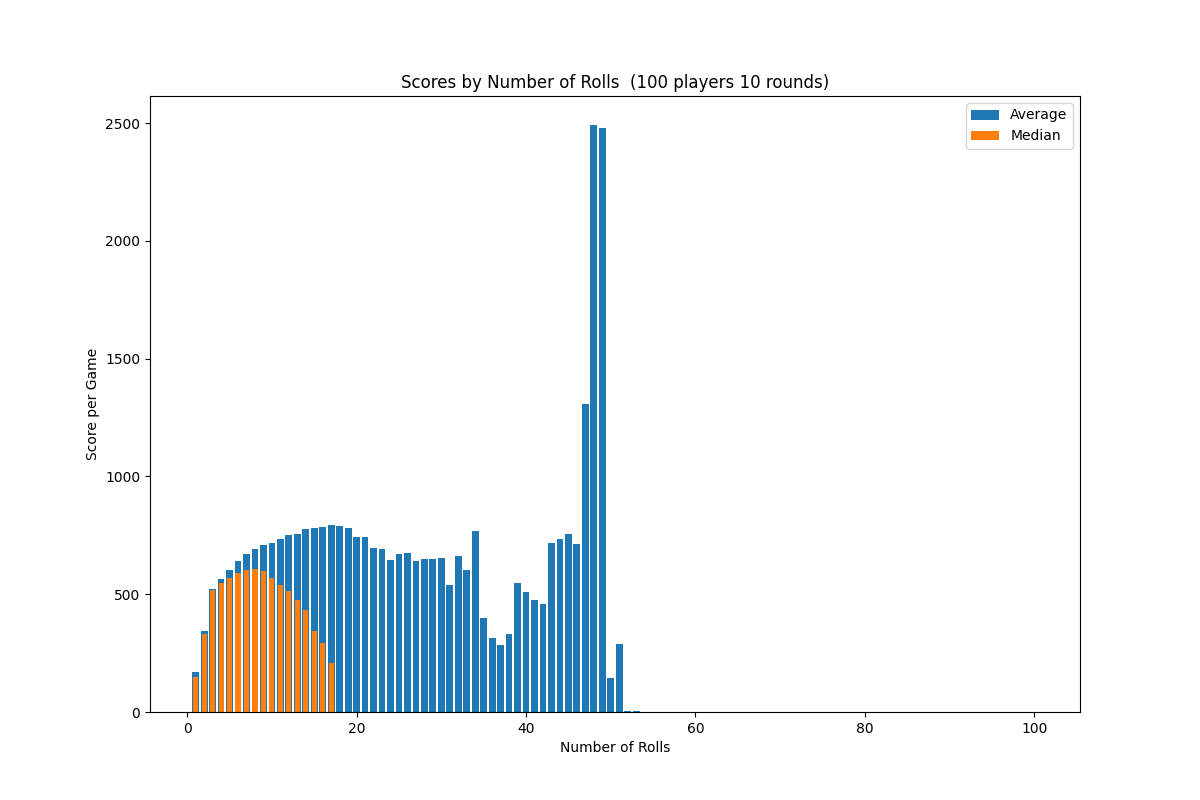 Scores by Number of Rolls  (100 players 10 rounds)
Average
Median
2500
2000
1500
1000
500
0
Score per Game
0 20 40 60 80 100
Number of Rolls